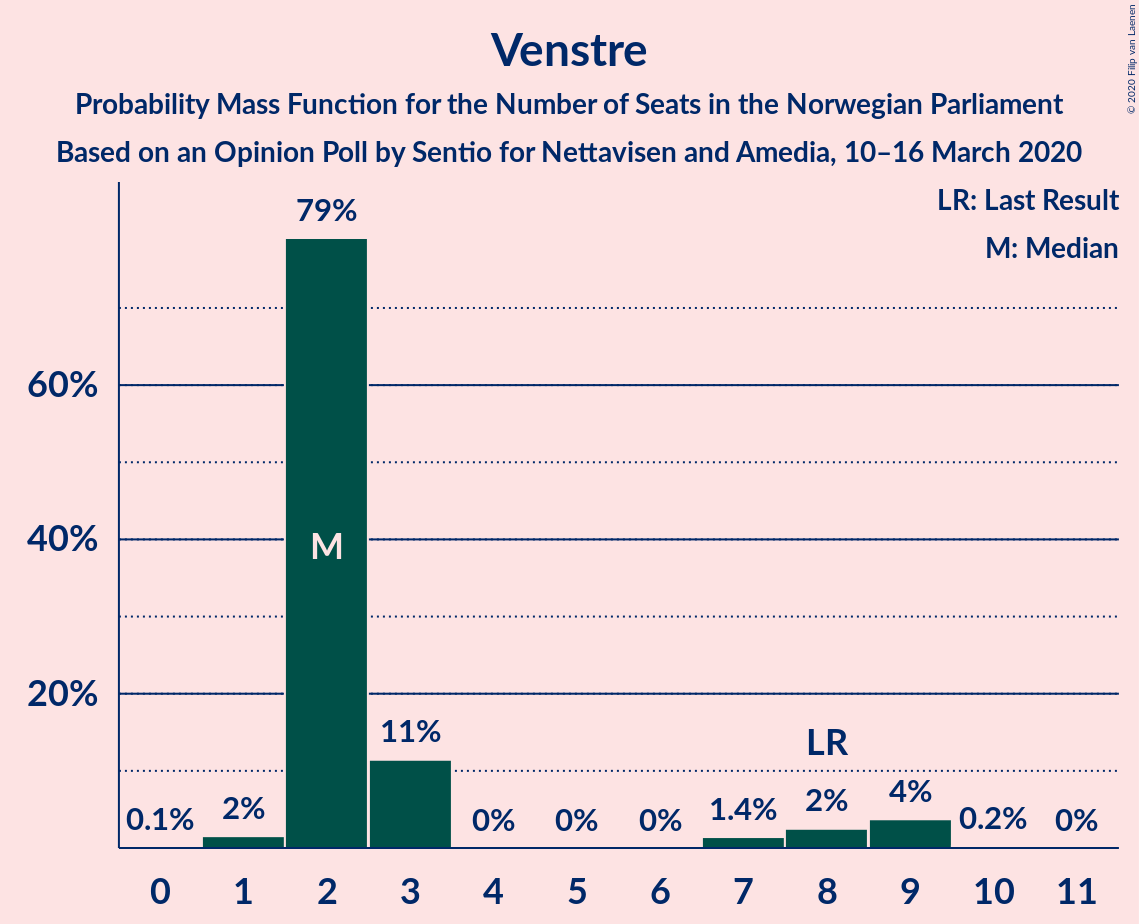 Venstre
Probability Mass Function for the Number of Seats in the Norwegian Parliament
Based on an Opinion Poll by Sentio for Nettavisen and Amedia, 10–16 March 2020
© 2020 Filip van Laenen
LR: Last Result
M: Median
79%
60%
M
40%
20%
11%
LR
0.1%
2%
0%
0%
0%
1.4%
2%
4%
0.2%
0%
0 1 2 3 4 5 6 7 8 9 10 11